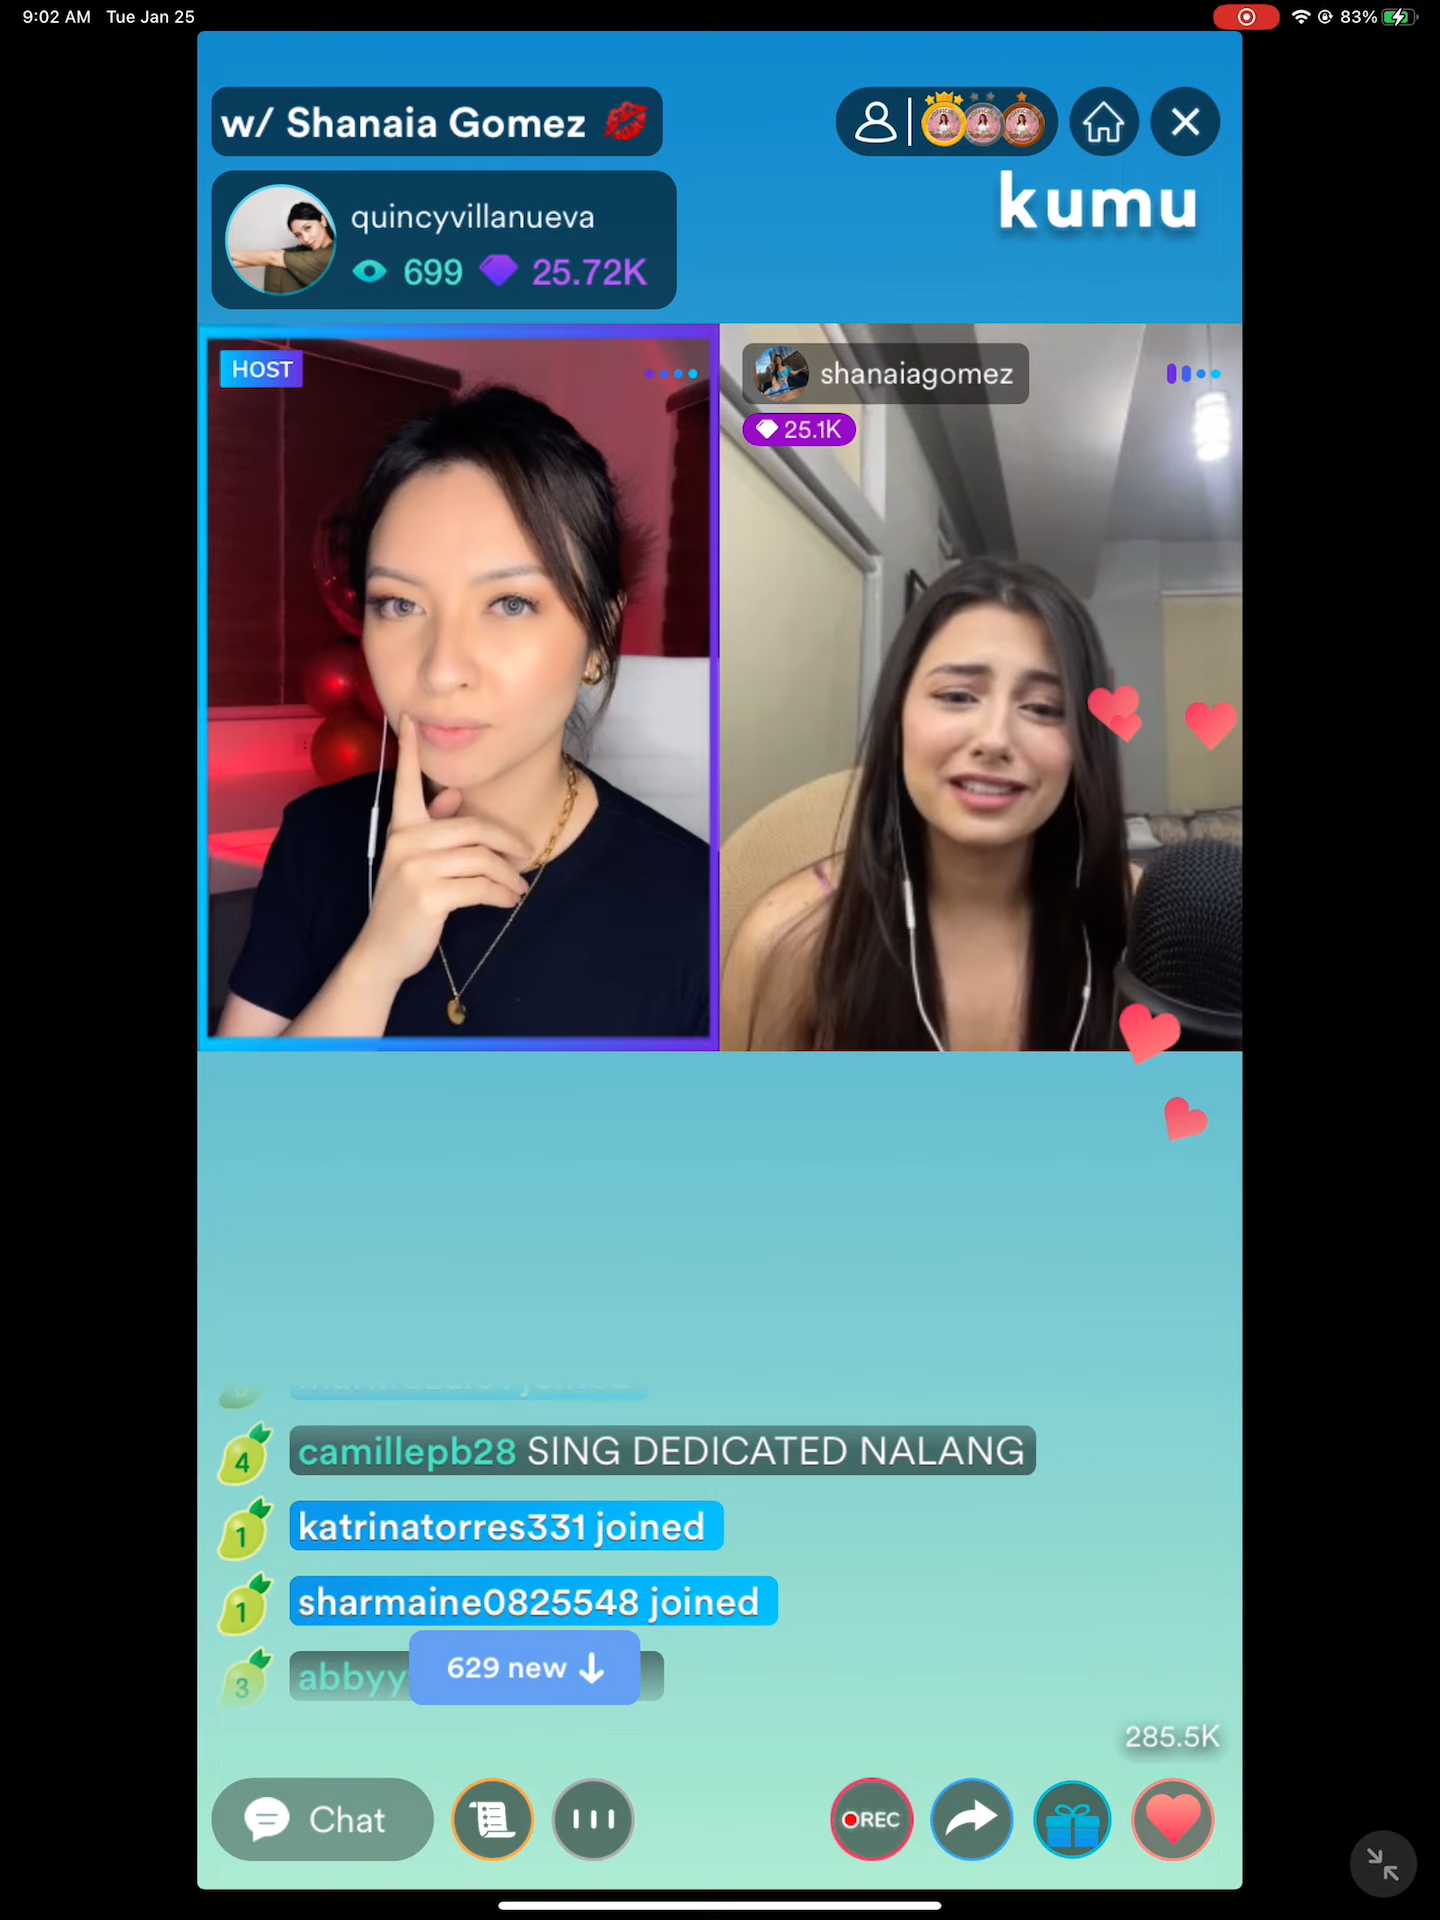 9:02 AM Tue Jan 25
83%
w/ Shanaia Gomez
kumu
quincyvillanueva
699 25.72K
HOST
shanaiagomez
25.1K
camillepb28 SING DEDICATED NALANG
4
katrinatorres331 joined
1
sharmaine0825548 joined
1
abbyy
3
629 new
285.5K
Chat
REC